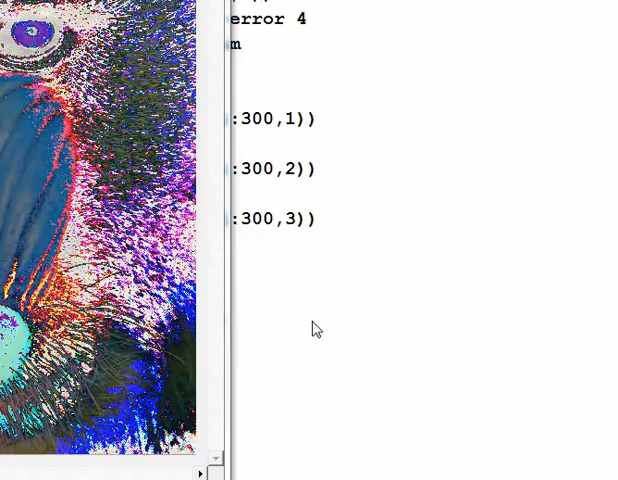 error 4
m
:300,1))
:300,2))
:300,3))